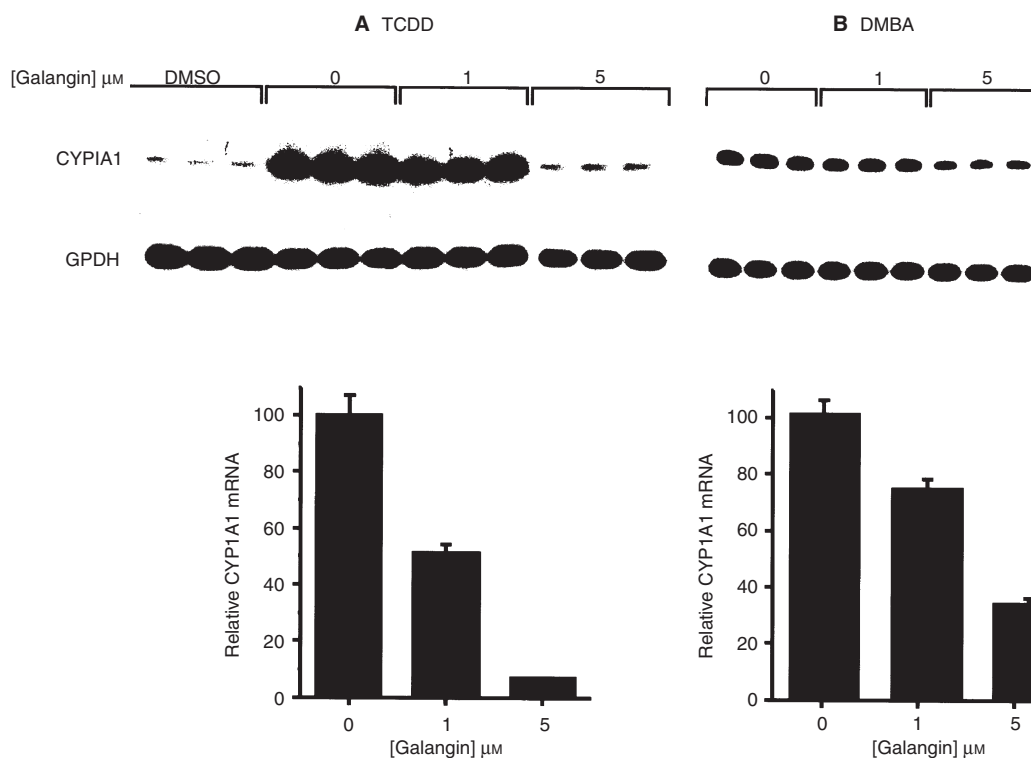 A TCDD
B DMBA
[Galangin] μM DMSO 0 1 5
0 1 5
CYPIA1
GPDH
Relative CYP1A1 mRNA
100
80
60
40
20
0
0 1 5
[Galangin] μM
Relative CYP1A1 mRNA
100
80
60
40
20
0
0 1 5
[Galangin] μM